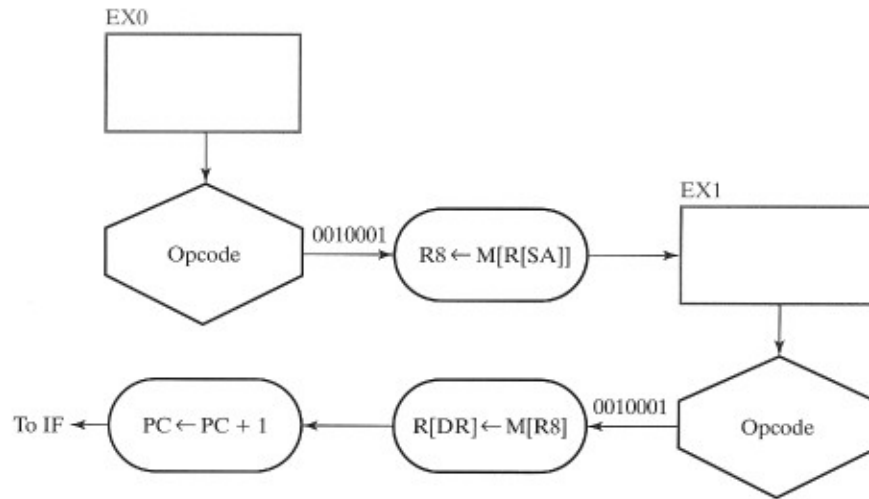 EX0
Opcode
0010001
R8 ← M[R[SA]]
EX1
Opcode
0010001
R[DR] ← M[R8]
PC ← PC + 1
To IF